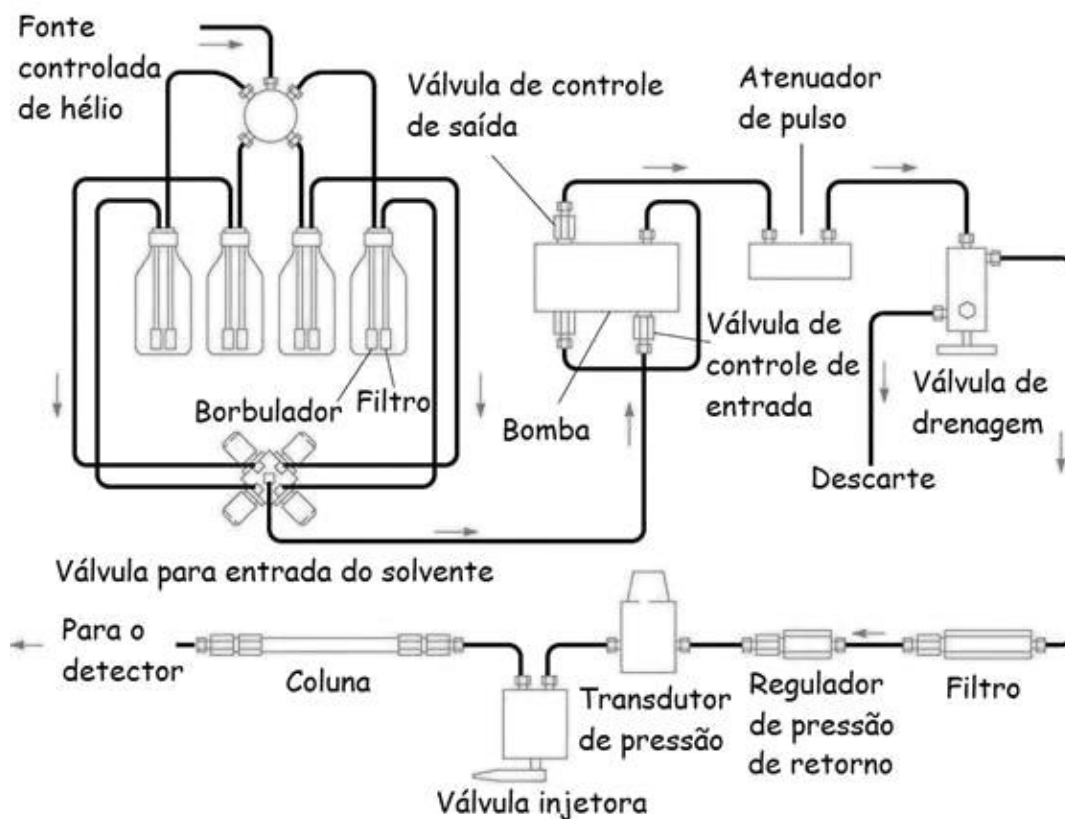 Fonte
controlada
de hélio
Válvula de controle
de saída
Atenuador
de pulso
Borbulador
Filtro
Bomba
Válvula de
controle de
entrada
Válvula de
drenagem
Descarte
Válvula para entrada do solvente
Para o
detector
Coluna
Válvula injetora
Transdutor
de pressão
Regulador
de pressão
de retorno
Filtro